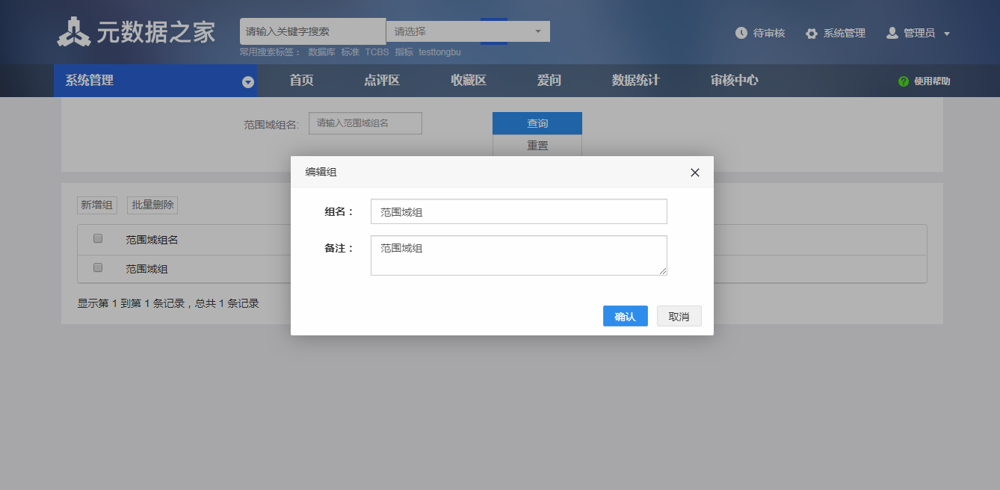 元数据之家
请输入关键字搜索 请选择
常用搜索标签： 数据库 标准 TCBS 指标 testtongbu
待审核 系统管理 管理员
系统管理 首页 点评区 收藏区 爱问 数据统计 审核中心 ? 使用帮助
范围域组名: 请输入范围域组名 查询
重置
编辑组
组名： 范围域组
备注： 范围域组
确认 取消
新增组 批量删除
范围域组名
范围域组
显示第 1 到第 1 条记录，总共 1 条记录